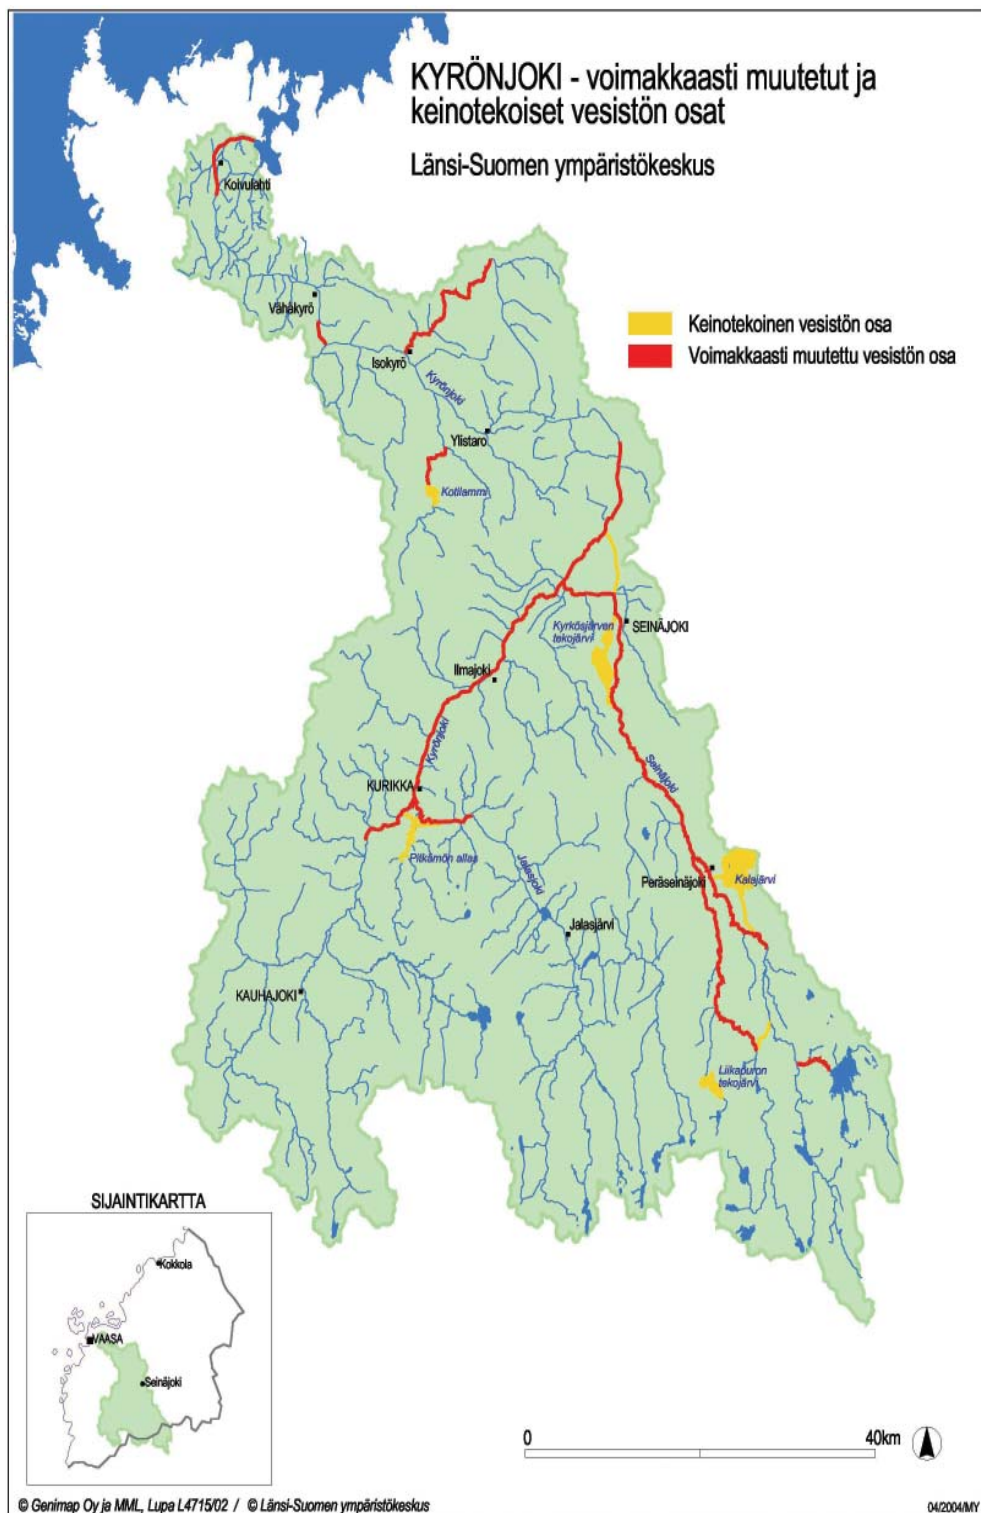 KYRÖNJOKI - voimakkaasti muutetut ja
keinotekoiset vesistön osat
Länsi-Suomen ympäristökeskus
Koivulahti
Vähäkyrö
Keinotekoinen vesistön osa
Voimakkaasti muutettu vesistön osa
Isokyrö
Kyrönjoki
Ylistaro
Kotilammi
Kyrkösjärven
tekojärvi
SEINÄJOKI
Ilmajoki
Kyrönjoki
Seinäjoki
KURIKKA
Pitkämön allas
Jalasjoki
Peräseinäjoki
Kalajärvi
Jalasjärvi
KAUHAJOKI
Liikapuron
tekojärvi
SIJAINTIKARTTA
Kokkola
VAASA
Seinäjoki
0 40km
© Genimap Oy ja MML, Lupa L4715/02 / © Länsi-Suomen ympäristökeskus
04/2004/MY